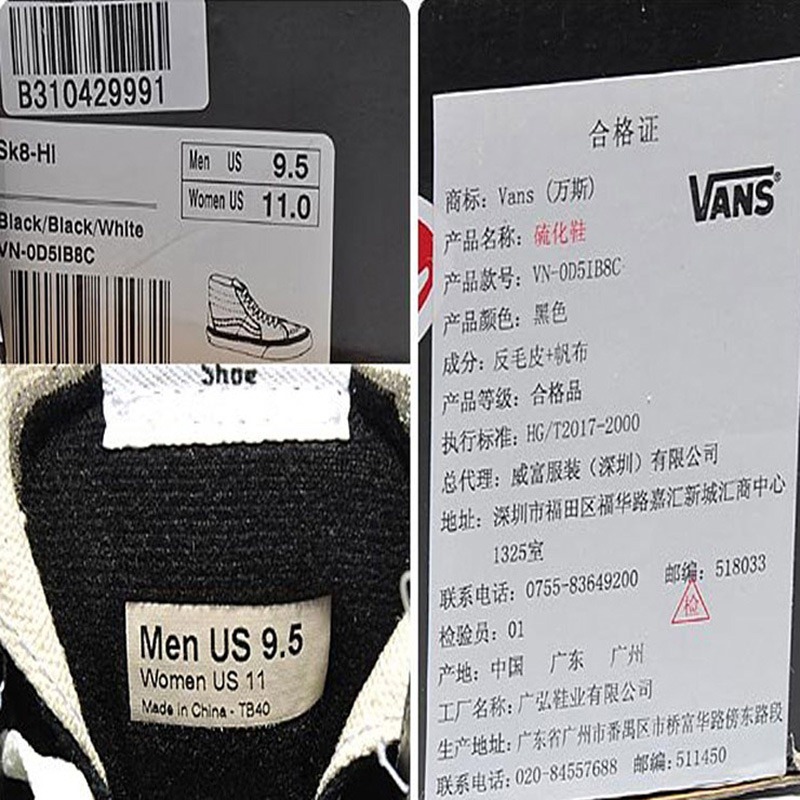 B310429991
Sk8-HI
Men US 9.5
Women US 11.0
Black/Black/White
VN-0D5IB8C
Shoe
Men US 9.5
Women US 11
Made in China - TB40
合格证
VANS
商标: Vans (万斯)
产品名称: 硫化鞋
产品款号: VN-0D5IB8C
产品颜色: 黑色
成分: 反毛皮+帆布
产品等级: 合格品
执行标准: HG/T2017-2000
总代理: 威富服装 (深圳) 有限公司
地址: 深圳市福田区福华路嘉汇新城汇商中心
1325室
联系电话: 0755-83649200 邮编: 518033
检
检验员: 01
产地: 中国 广东 广州
工厂名称: 广弘鞋业有限公司
生产地址: 广东省广州市番禺区市桥富华路傍东路段
联系电话: 020-84557688 邮编: 511450